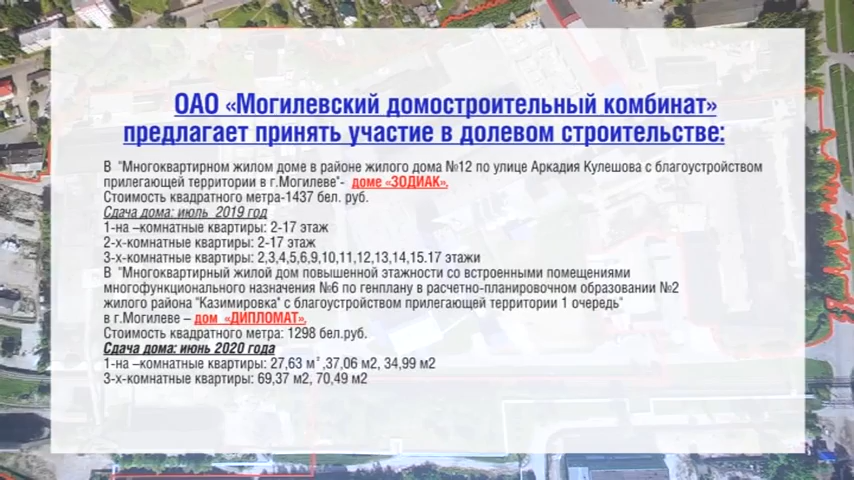 ОАО «Могилевский домостроительный комбинат»
предлагает принять участие в долевом строительстве:
В "Многоквартирном жилом доме в районе жилого дома №12 по улице Аркадия Кулешова с благоустройством
прилегающей территории в г.Могилеве"- доме «ЗОДИАК».
Стоимость квадратного метра-1437 бел. руб.
Сдача дома: июль 2019 год
1-на –комнатные квартиры: 2-17 этаж
2-х-комнатные квартиры: 2-17 этаж
3-х-комнатные квартиры: 2,3,4,5,6,9,10,11,12,13,14,15.17 этажи
В "Многоквартирный жилой дом повышенной этажности со встроенными помещениями
многофункционального назначения №6 по генплану в расчетно-планировочном образовании №2
жилого района "Казимировка" с благоустройством прилегающей территории 1 очередь"
в г.Могилеве – дом «ДИПЛОМАТ».
Стоимость квадратного метра: 1298 бел.руб.
Сдача дома: июнь 2020 года
1-на –комнатные квартиры: 27,63 м²,37,06 м2, 34,99 м2
3-х-комнатные квартиры: 69,37 м2, 70,49 м2